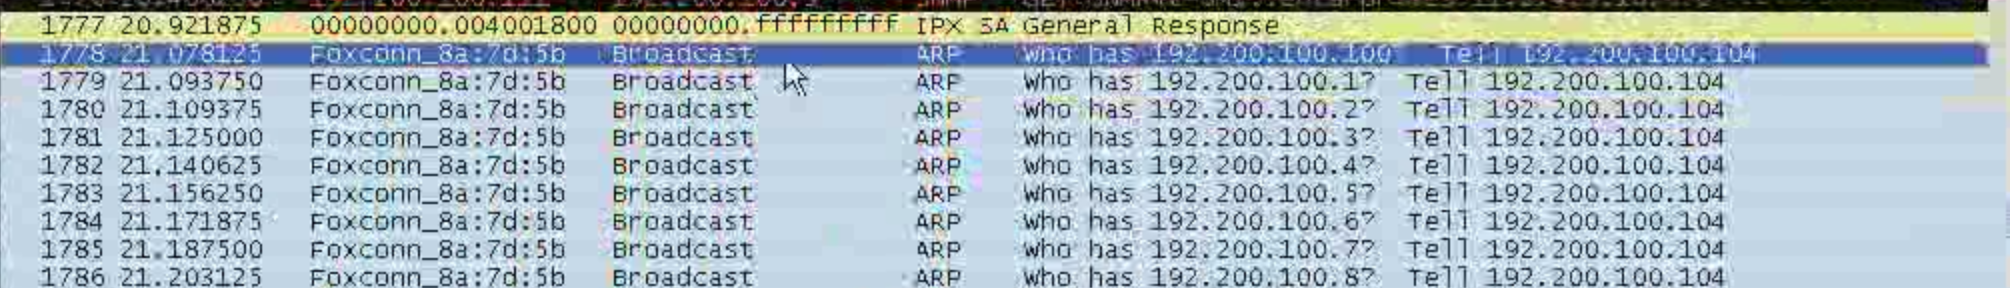 1777 20.921875 00000000.004001800 00000000.fffffffff IPX SA General Response
1778 21.078125 Foxconn_8a:7d:5b Broadcast ARP who has 192.200.100.100 Tell 192.200.100.104
1779 21.093750 Foxconn_8a:7d:5b Broadcast ARP who has 192.200.100.1? Tell 192.200.100.104
1780 21.109375 Foxconn_8a:7d:5b Broadcast ARP who has 192.200.100.2? Tell 192.200.100.104
1781 21.125000 Foxconn_8a:7d:5b Broadcast ARP who has 192.200.100.3? Tell 192.200.100.104
1782 21.140625 Foxconn_8a:7d:5b Broadcast ARP who has 192.200.100.4? Tell 192.200.100.104
1783 21.156250 Foxconn_8a:7d:5b Broadcast ARP who has 192.200.100.5? Tell 192.200.100.104
1784 21.171875 Foxconn_8a:7d:5b Broadcast ARP who has 192.200.100.6? Tell 192.200.100.104
1785 21.187500 Foxconn_8a:7d:5b Broadcast ARP who has 192.200.100.7? Tell 192.200.100.104
1786 21.203125 Foxconn_8a:7d:5b Broadcast ARP who has 192.200.100.8? Tell 192.200.100.104